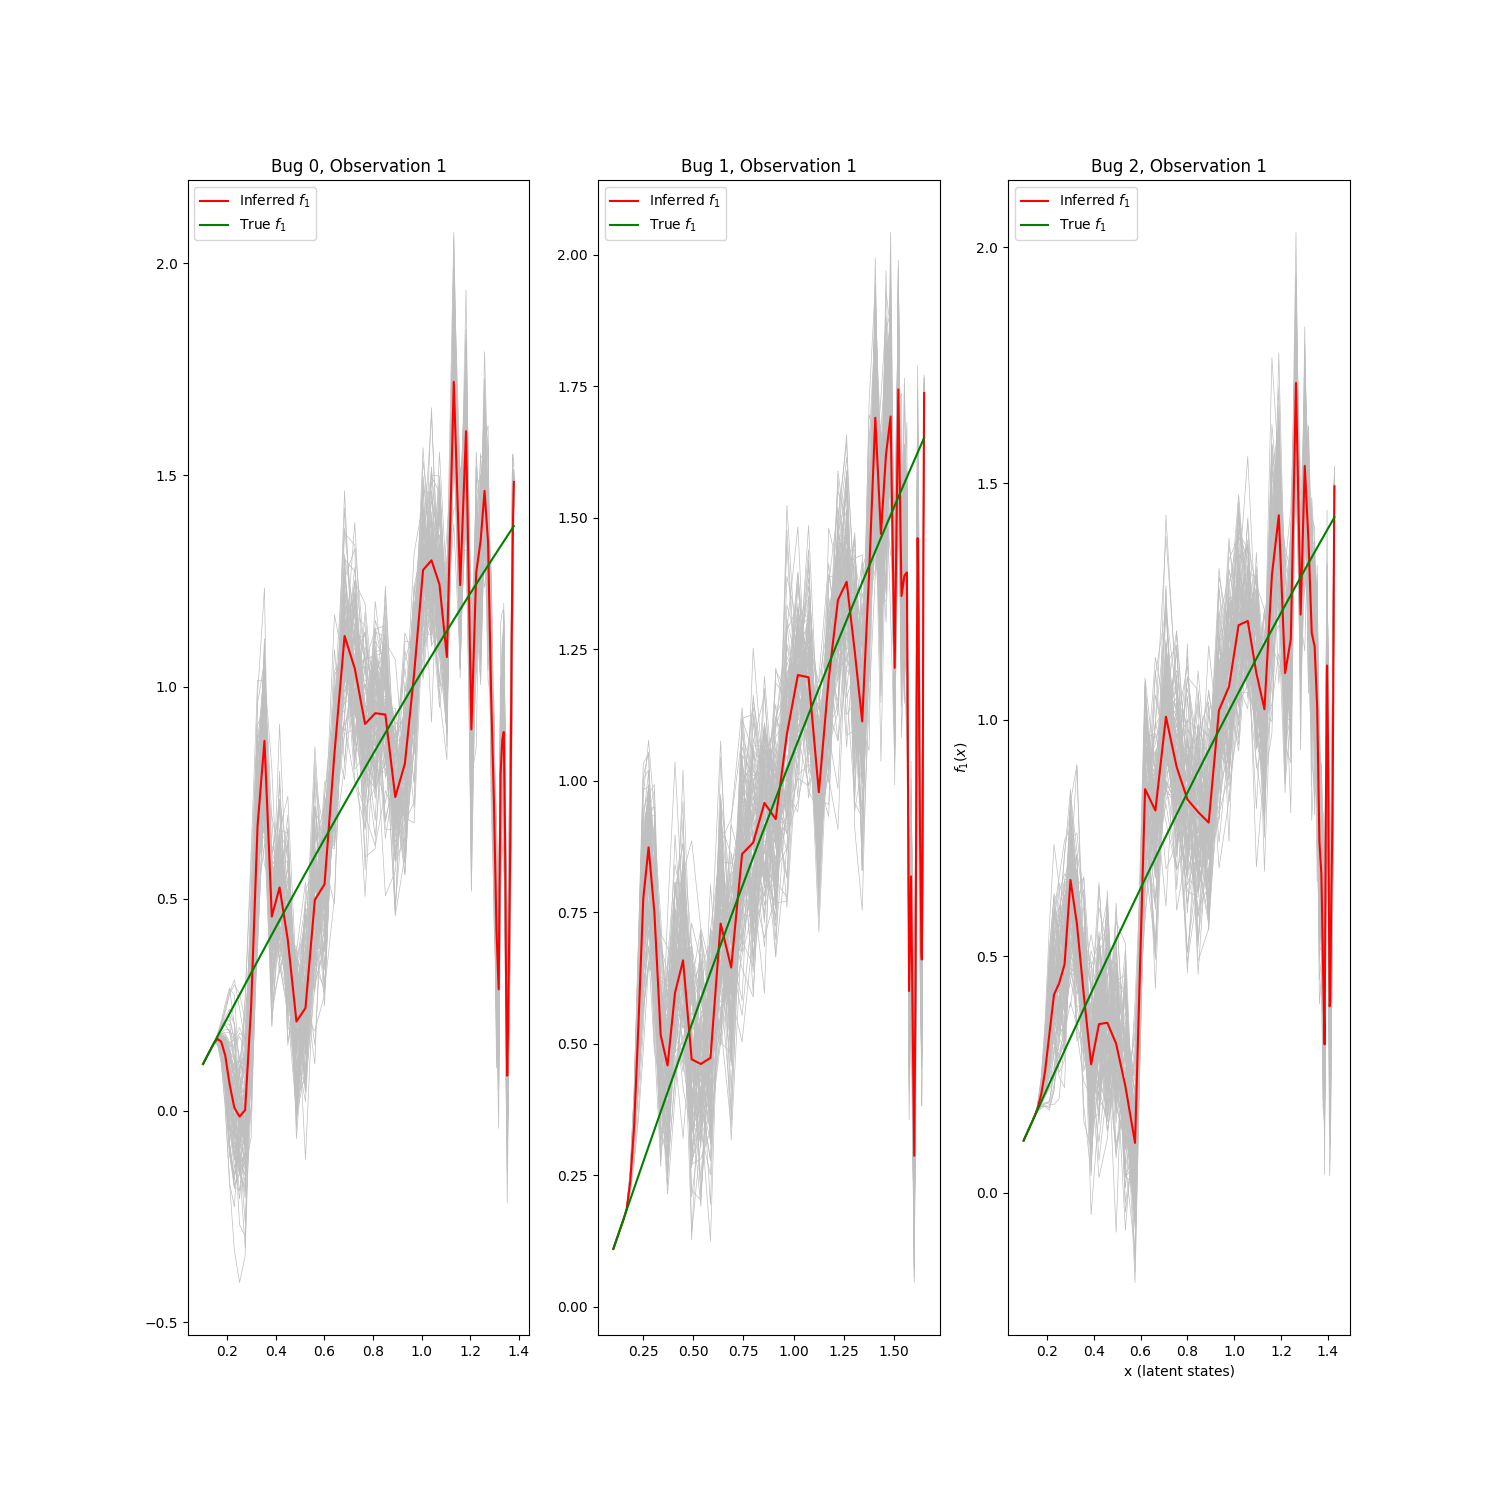 Bug 0, Observation 1
Inferred f₁
True f₁
2.0
1.5
1.0
0.5
0.0
−0.5
0.2 0.4 0.6 0.8 1.0 1.2 1.4
Bug 1, Observation 1
Inferred f₁
True f₁
2.00
1.75
1.50
1.25
1.00
0.75
0.50
0.25
0.00
0.25 0.50 0.75 1.00 1.25 1.50
Bug 2, Observation 1
Inferred f₁
True f₁
f₁(x)
2.0
1.5
1.0
0.5
0.0
0.2 0.4 0.6 0.8 1.0 1.2 1.4
x (latent states)